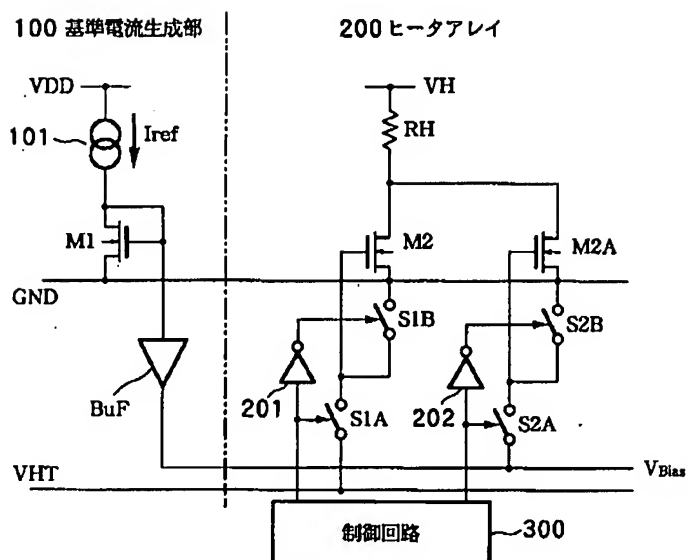 100 基準電流生成部
200 ヒータアレイ
VDD
VH
101
Iref
RH
M1
M2
M2A
GND
S1B
S2B
BuF
201
S1A
202
S2A
VHT
VBias
制御回路
300